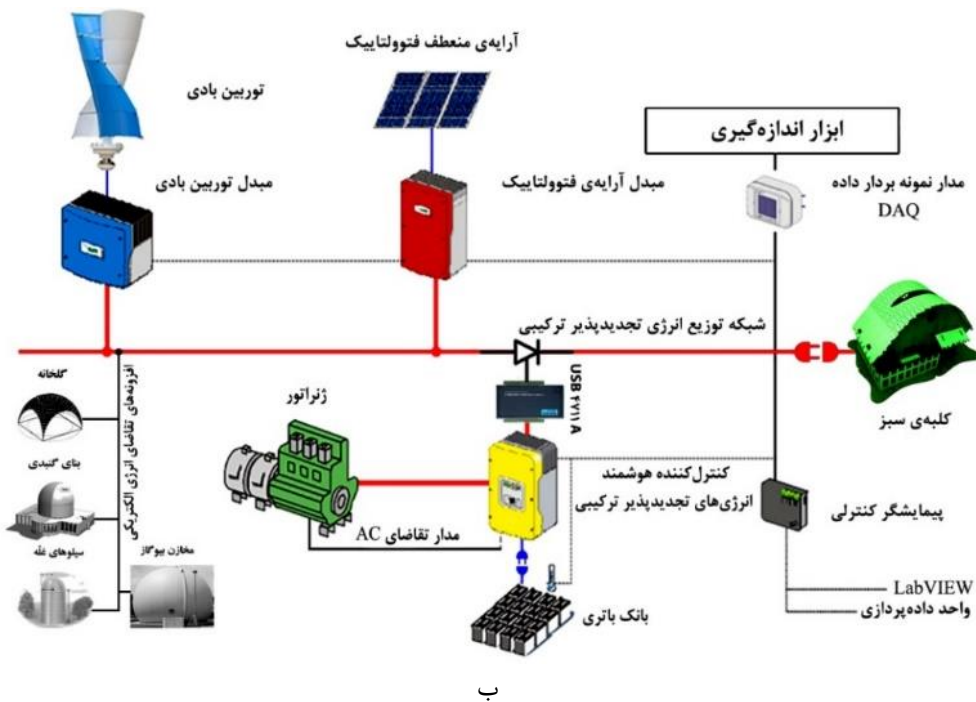 آرایه‌ی منعطف فتوولتاییک
توربین بادی
ابزار اندازه‌گیری
مبدل توربین بادی
مبدل آرایه‌ی فتوولتاییک
مدار نمونه بردار داده
DAQ
شبکه توزیع انرژی تجدیدپذیر ترکیبی
افزونه‌های تقاضای انرژی الکتریکی
گلخانه
ژنراتور
USB ۴۷۱۱ A
کلبه‌ی سبز
بنای گنبدی
کنترل‌کننده هوشمند
انرژی‌های تجدیدپذیر ترکیبی
پیمایشگر کنترلی
مدار تقاضای AC
سیلوهای غله
مخازن بیوگاز
LabVIEW
واحد داده‌پردازی
بانک باتری
ب